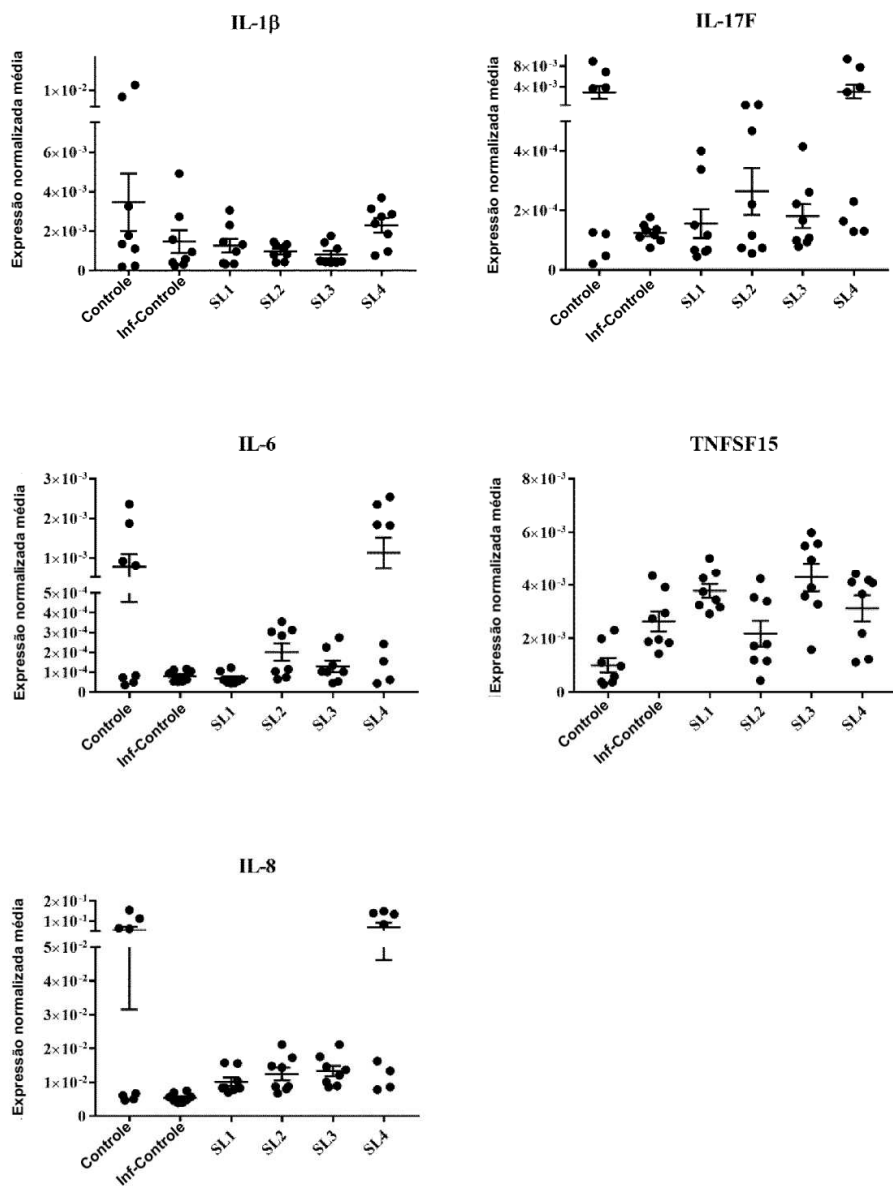 IL-1β
Expressão normalizada média
1×10⁻²
6×10⁻³
4×10⁻³
2×10⁻³
0
Controle
Inf-Controle
SL1
SL2
SL3
SL4
IL-17F
Expressão normalizada média
8×10⁻³
4×10⁻³
4×10⁻⁴
2×10⁻⁴
0
Controle
Inf-Controle
SL1
SL2
SL3
SL4
IL-6
Expressão normalizada média
3×10⁻³
2×10⁻³
1×10⁻³
5×10⁻⁴
4×10⁻⁴
3×10⁻⁴
2×10⁻⁴
1×10⁻⁴
0
Controle
Inf-Controle
SL1
SL2
SL3
SL4
TNFSF15
Expressão normalizada média
8×10⁻³
6×10⁻³
4×10⁻³
2×10⁻³
0
Controle
Inf-Controle
SL1
SL2
SL3
SL4
IL-8
Expressão normalizada média
2×10⁻¹
1×10⁻¹
5×10⁻²
4×10⁻²
3×10⁻²
2×10⁻²
1×10⁻²
0
Controle
Inf-Controle
SL1
SL2
SL3
SL4